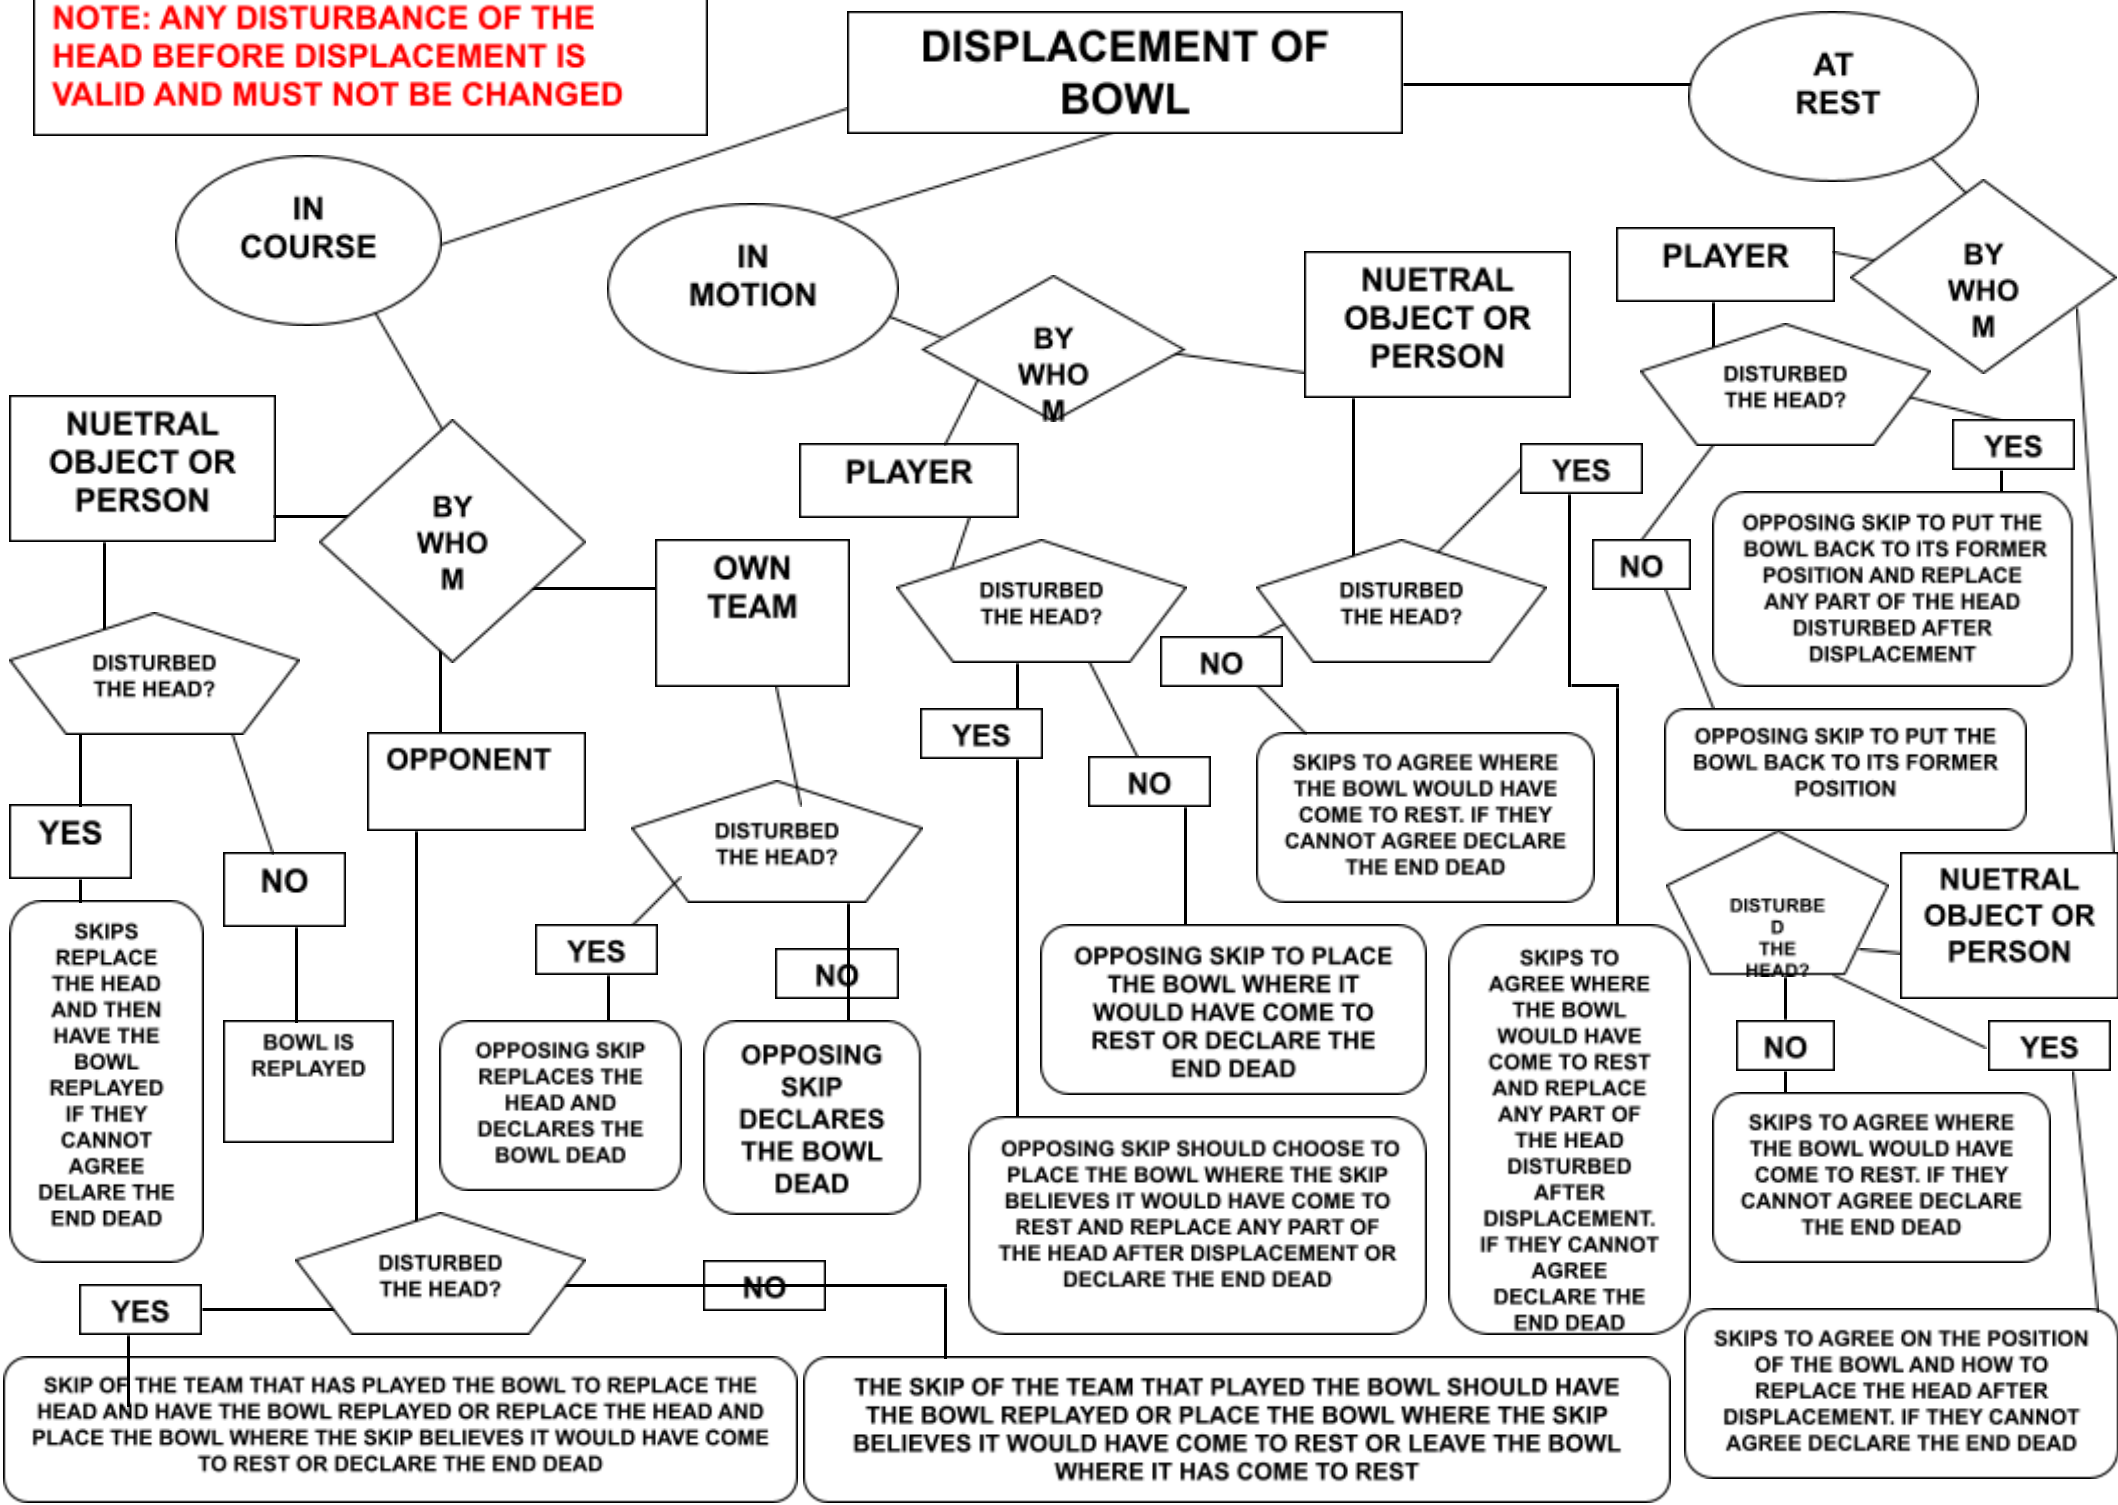 NOTE: ANY DISTURBANCE OF THE
HEAD BEFORE DISPLACEMENT IS
VALID AND MUST NOT BE CHANGED
DISPLACEMENT OF
BOWL
AT
REST
IN
COURSE
IN
MOTION
BY
WHO
M
NUETRAL
OBJECT OR
PERSON
PLAYER
BY
WHO
M
DISTURBED
THE HEAD?
YES
NUETRAL
OBJECT OR
PERSON
BY
WHO
M
PLAYER
YES
OWN
TEAM
DISTURBED
THE HEAD?
DISTURBED
THE HEAD?
NO
OPPOSING SKIP TO PUT THE
BOWL BACK TO ITS FORMER
POSITION AND REPLACE
ANY PART OF THE HEAD
DISTURBED AFTER
DISPLACEMENT
DISTURBED
THE HEAD?
NO
OPPONENT
YES
NO
SKIPS TO AGREE WHERE
THE BOWL WOULD HAVE
COME TO REST. IF THEY
CANNOT AGREE DECLARE
THE END DEAD
OPPOSING SKIP TO PUT THE
BOWL BACK TO ITS FORMER
POSITION
YES
NO
DISTURBED
THE HEAD?
DISTURBE
D
THE
HEAD?
NUETRAL
OBJECT OR
PERSON
SKIPS
REPLACE
THE HEAD
AND THEN
HAVE THE
BOWL
REPLAYED
IF THEY
CANNOT
AGREE
DELARE THE
END DEAD
BOWL IS
REPLAYED
YES
NO
OPPOSING SKIP
REPLACES THE
HEAD AND
DECLARES THE
BOWL DEAD
OPPOSING
SKIP
DECLARES
THE BOWL
DEAD
OPPOSING SKIP TO PLACE
THE BOWL WHERE IT
WOULD HAVE COME TO
REST OR DECLARE THE
END DEAD
SKIPS TO
AGREE WHERE
THE BOWL
WOULD HAVE
COME TO REST
AND REPLACE
ANY PART OF
THE HEAD
DISTURBED
AFTER
DISPLACEMENT.
IF THEY CANNOT
AGREE
DECLARE THE
END DEAD
NO
YES
OPPOSING SKIP SHOULD CHOOSE TO
PLACE THE BOWL WHERE THE SKIP
BELIEVES IT WOULD HAVE COME TO
REST AND REPLACE ANY PART OF
THE HEAD AFTER DISPLACEMENT OR
DECLARE THE END DEAD
SKIPS TO AGREE WHERE
THE BOWL WOULD HAVE
COME TO REST. IF THEY
CANNOT AGREE DECLARE
THE END DEAD
DISTURBED
THE HEAD?
YES
NO
SKIP OF THE TEAM THAT HAS PLAYED THE BOWL TO REPLACE THE
HEAD AND HAVE THE BOWL REPLAYED OR REPLACE THE HEAD AND
PLACE THE BOWL WHERE THE SKIP BELIEVES IT WOULD HAVE COME
TO REST OR DECLARE THE END DEAD
THE SKIP OF THE TEAM THAT PLAYED THE BOWL SHOULD HAVE
THE BOWL REPLAYED OR PLACE THE BOWL WHERE THE SKIP
BELIEVES IT WOULD HAVE COME TO REST OR LEAVE THE BOWL
WHERE IT HAS COME TO REST
SKIPS TO AGREE ON THE POSITION
OF THE BOWL AND HOW TO
REPLACE THE HEAD AFTER
DISPLACEMENT. IF THEY CANNOT
AGREE DECLARE THE END DEAD